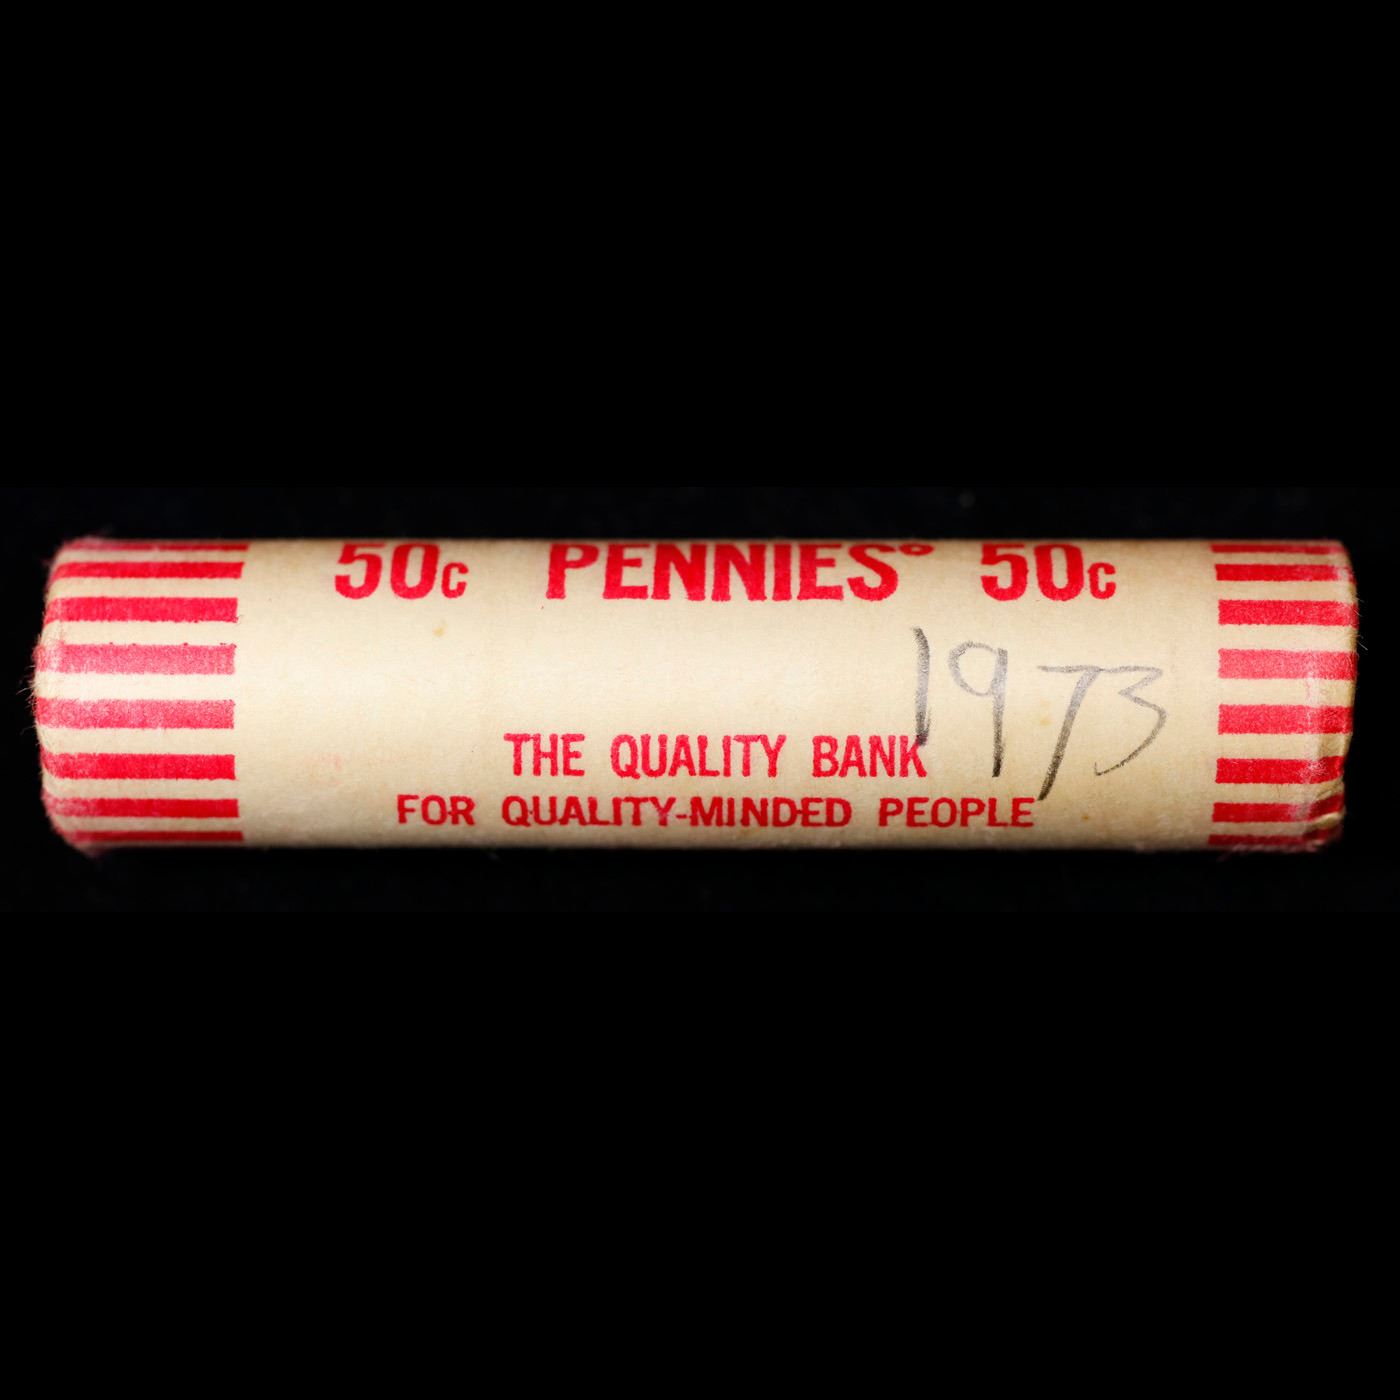 50c PENNIES° 50c
1973
THE QUALITY BANK
FOR QUALITY-MINDED PEOPLE